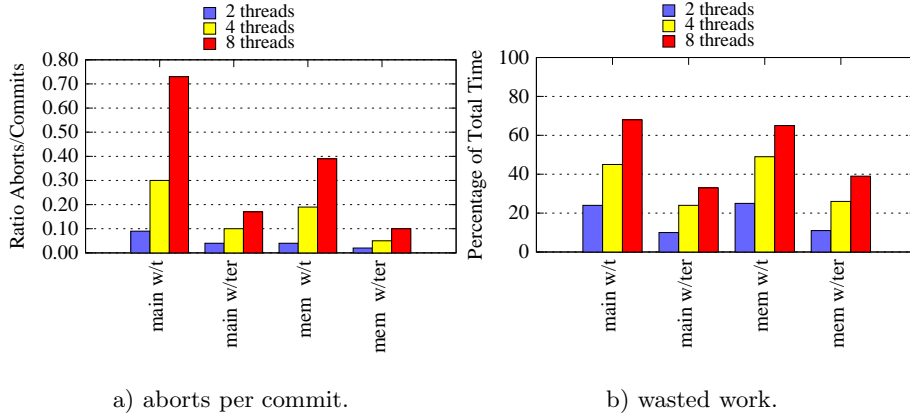 2 threads
4 threads
8 threads
Ratio Aborts/Commits
0.80
0.70
0.60
0.50
0.40
0.30
0.20
0.10
0.00
main w/t
main w/ter
mem w/t
mem w/ter
a) aborts per commit.
2 threads
4 threads
8 threads
Percentage of Total Time
100
80
60
40
20
0
main w/t
main w/ter
mem w/t
mem w/ter
b) wasted work.